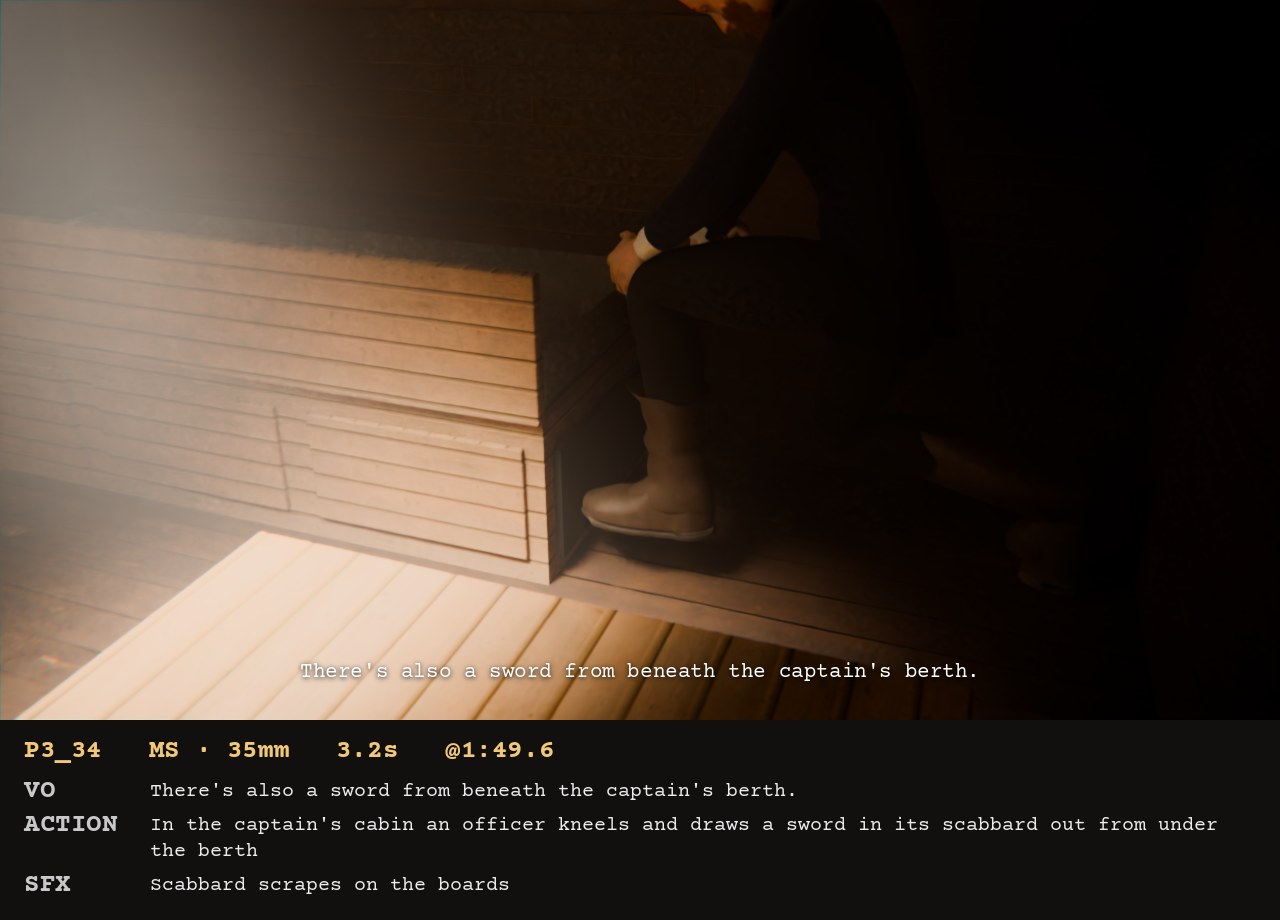 There's also a sword from beneath the captain's berth.
P3_34 MS · 35mm 3.2s @1:49.6
VO There's also a sword from beneath the captain's berth.
ACTION In the captain's cabin an officer kneels and draws a sword in its scabbard out from under
the berth
SFX Scabbard scrapes on the boards